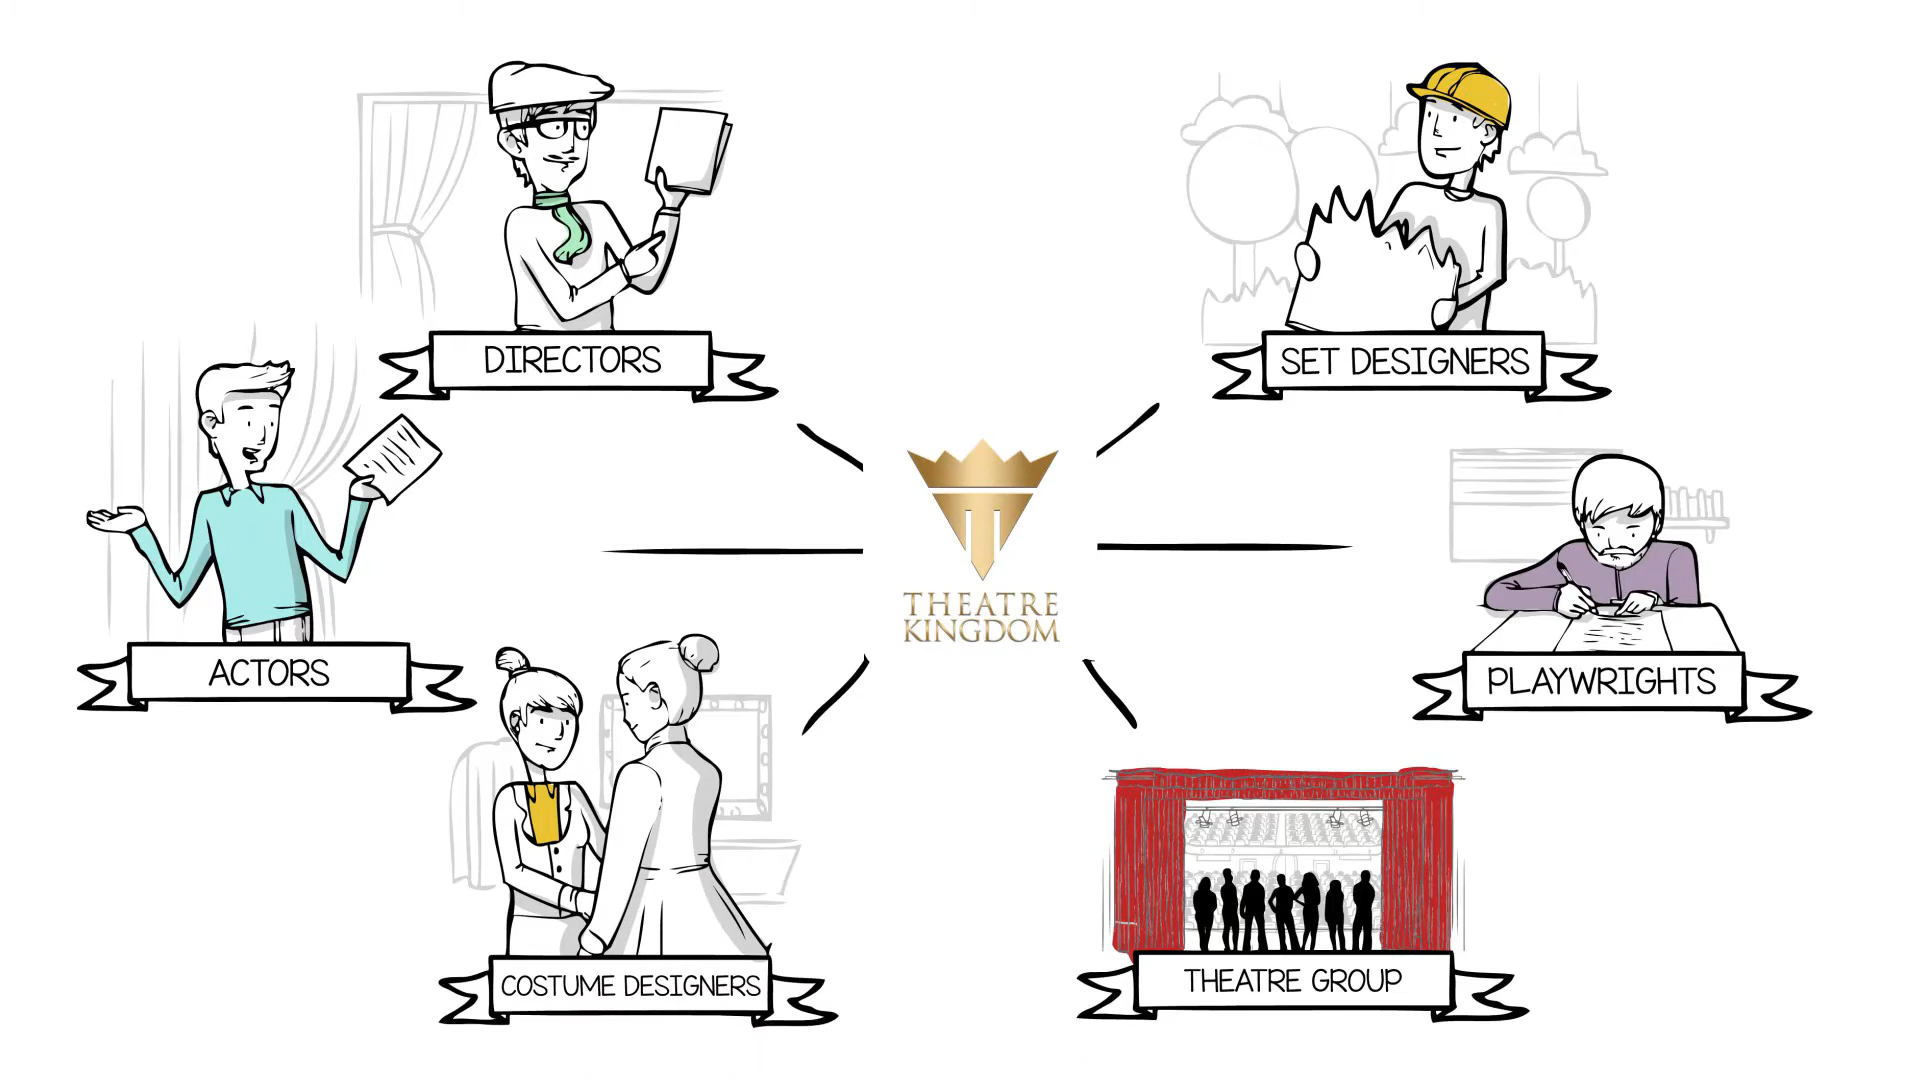 DIRECTORS
SET DESIGNERS
THEATRE
KINGDOM
ACTORS
PLAYWRIGHTS
COSTUME DESIGNERS
THEATRE GROUP